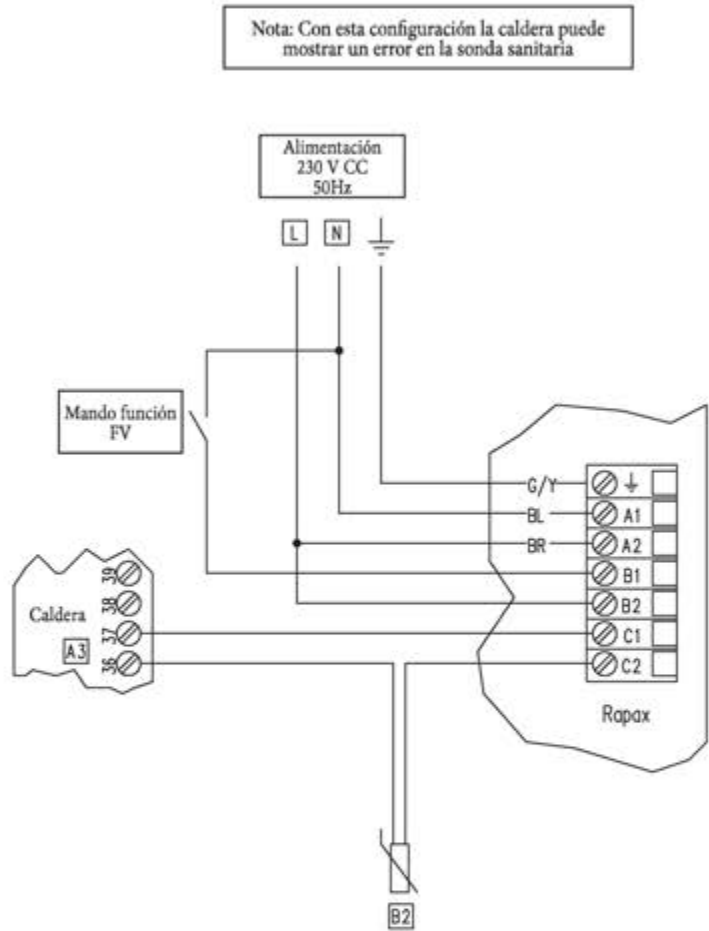 Nota: Con esta configuración la caldera puede
mostrar un error en la sonda sanitaria
Alimentación
230 V CC
50Hz
L
N
Mando función
FV
G/Y
BL
BR
A1
A2
B1
B2
C1
C2
Rapax
Caldera
A3
39
38
37
36
B2